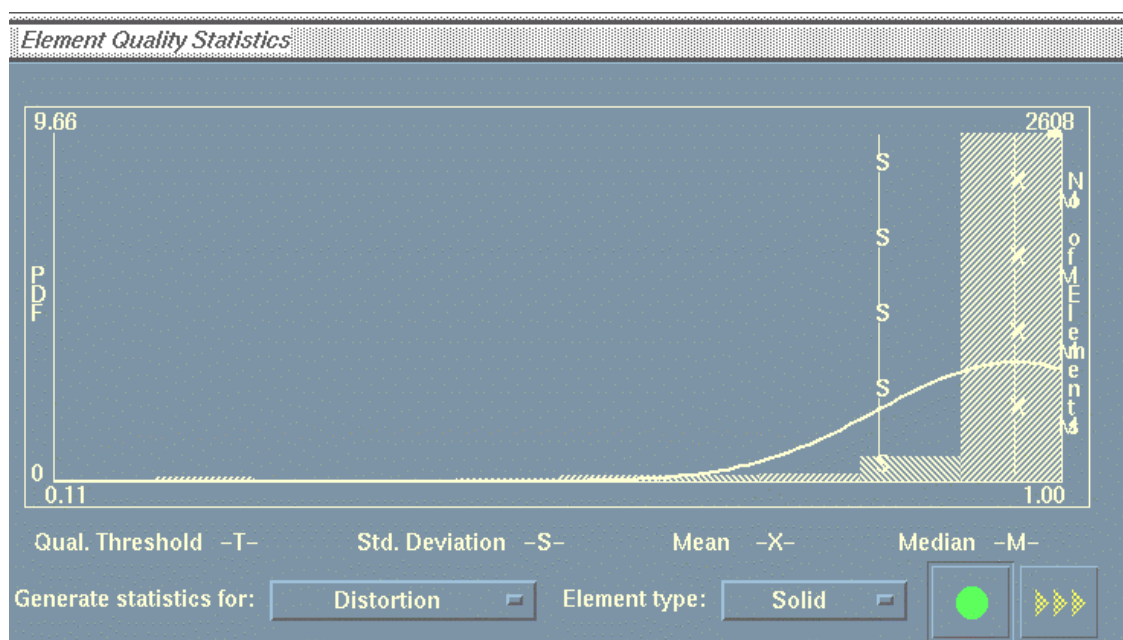 Element Quality Statistics
9.66 2608
S
X
S
X
PDF
S
X
S
X
S
No of Elements
M
M
M
M
0
0.11 1.00
Qual. Threshold -T- Std. Deviation -S- Mean -X- Median -M-
Generate statistics for: Distortion Element type: Solid